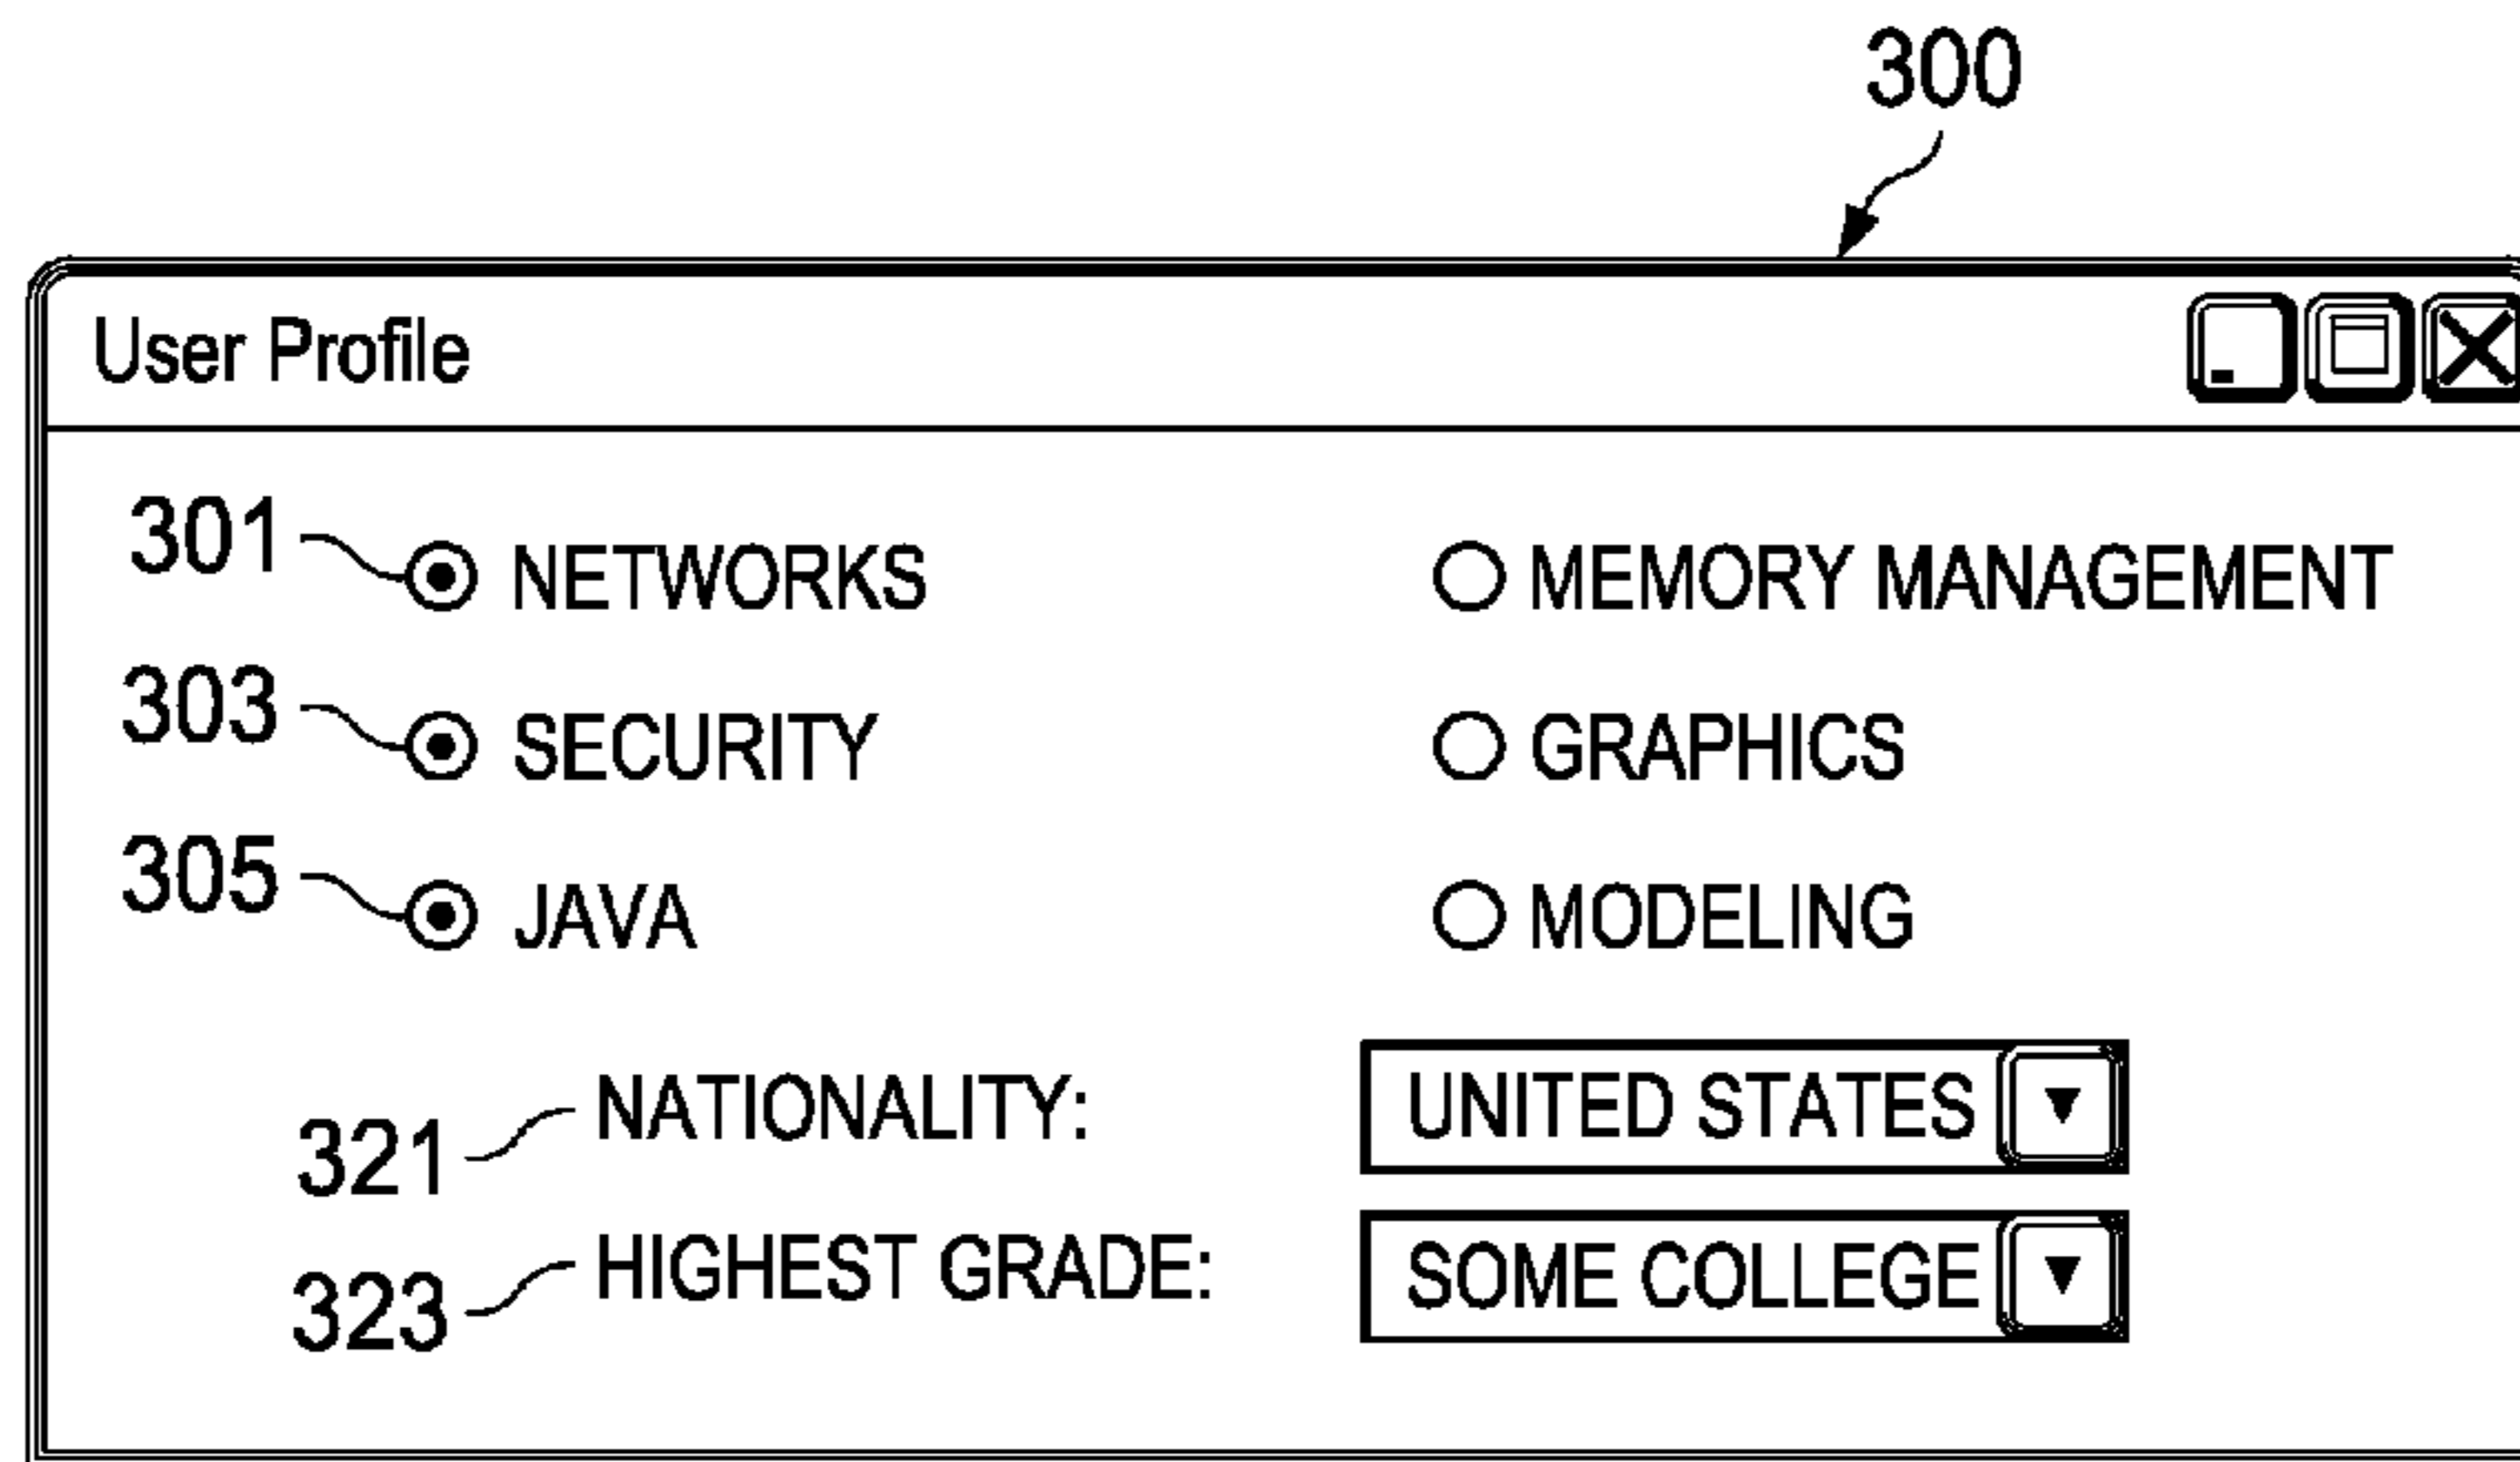 300
User Profile
301 NETWORKS MEMORY MANAGEMENT
303 SECURITY GRAPHICS
305 JAVA MODELING
321 NATIONALITY: UNITED STATES
323 HIGHEST GRADE: SOME COLLEGE